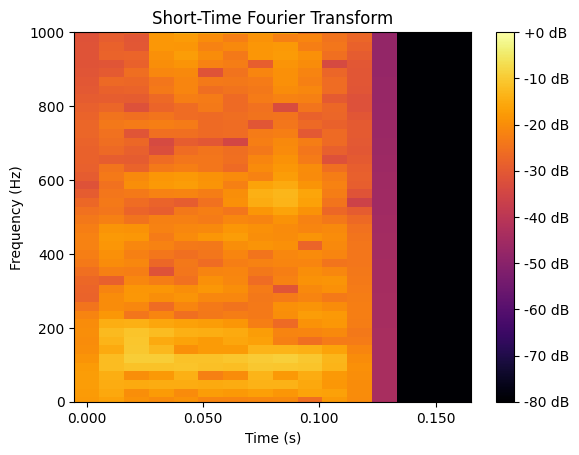 Short-Time Fourier Transform
1000
800
600
400
200
0
Frequency (Hz)
0.000
0.050
0.100
0.150
Time (s)
+0 dB
-10 dB
-20 dB
-30 dB
-40 dB
-50 dB
-60 dB
-70 dB
-80 dB